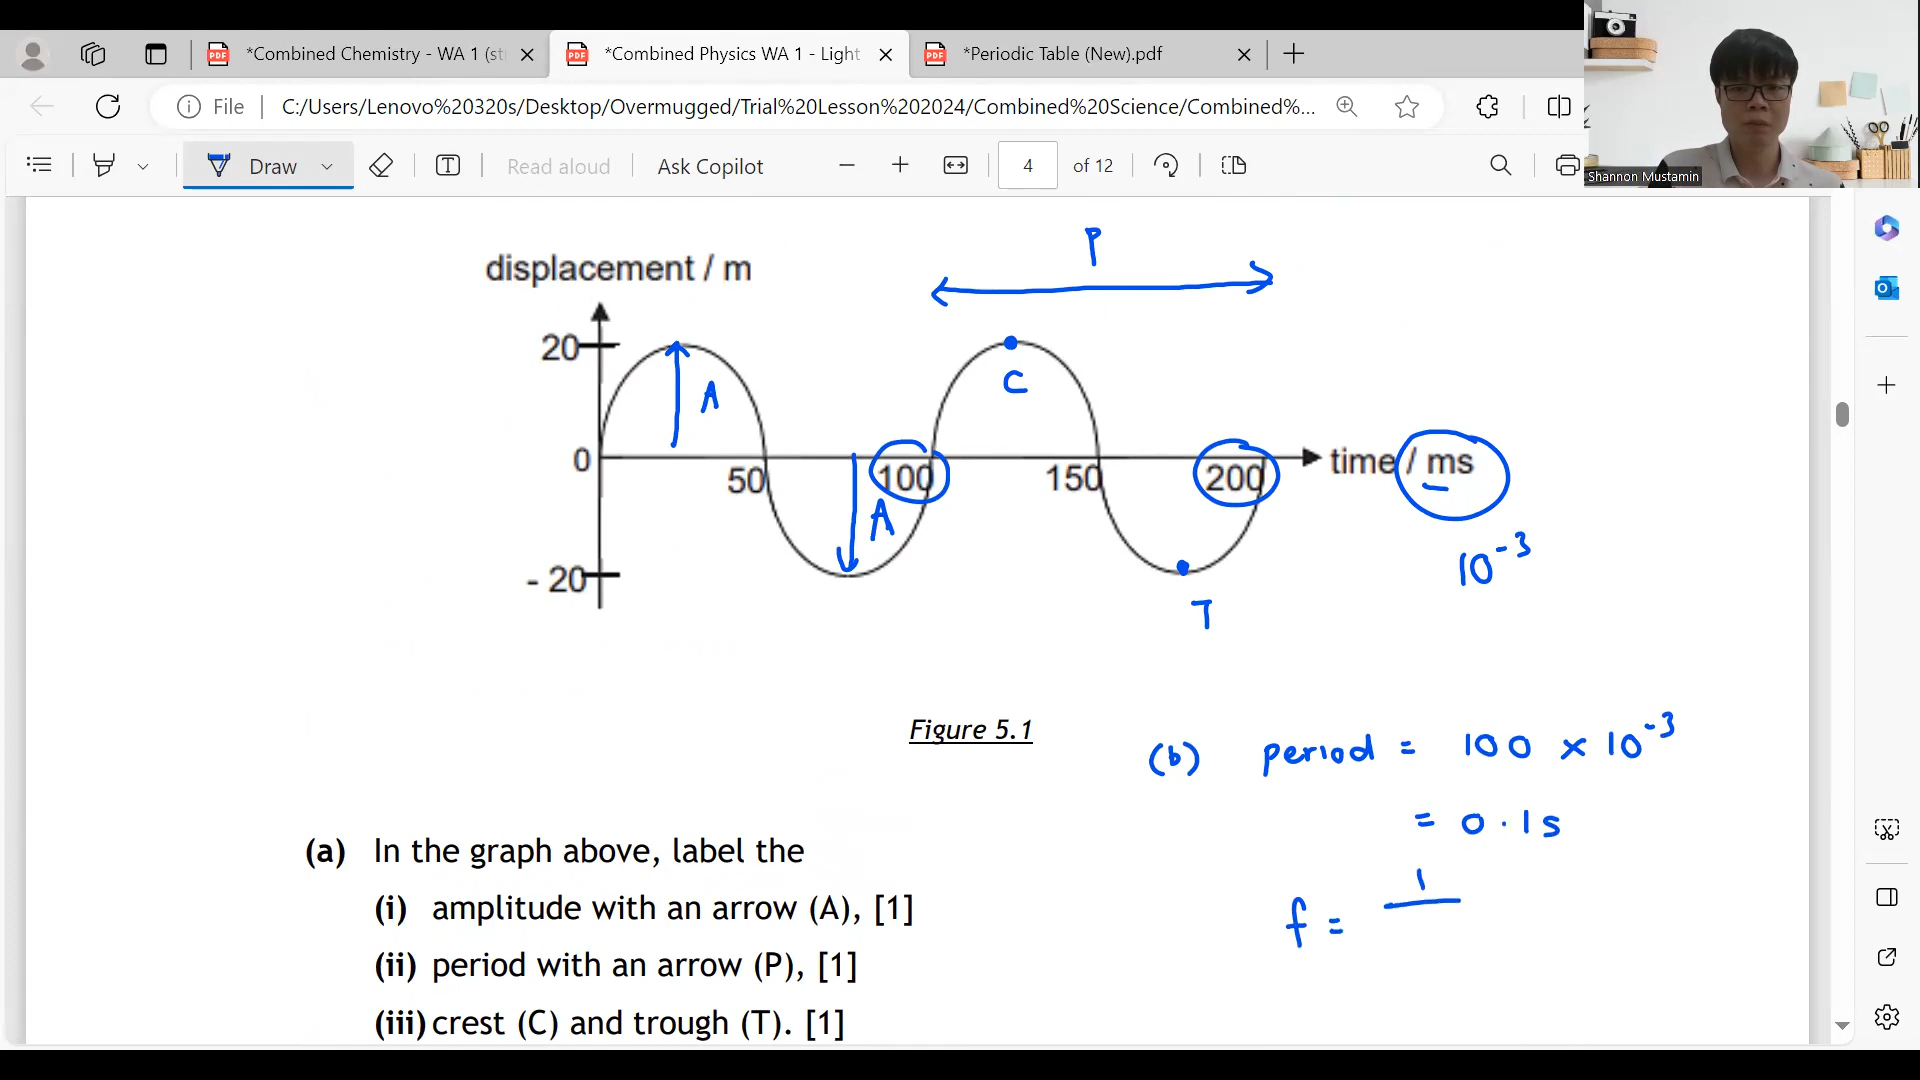 *Combined Chemistry - WA 1 (st
*Combined Physics WA 1 - Light
*Periodic Table (New).pdf
File
C:/Users/Lenovo%20320s/Desktop/Overmugged/Trial%20Lesson%202024/Combined%20Science/Combined%...
Draw
Read aloud
Ask Copilot
4
of 12
Shannon Mustamin
P
displacement / m
20
A
C
0
50
100
150
200
time / ms
A
10⁻³
- 20
T
Figure 5.1
(b) period = 100 × 10⁻³
= 0.1s
f = 1
(a) In the graph above, label the
(i) amplitude with an arrow (A), [1]
(ii) period with an arrow (P), [1]
(iii) crest (C) and trough (T). [1]